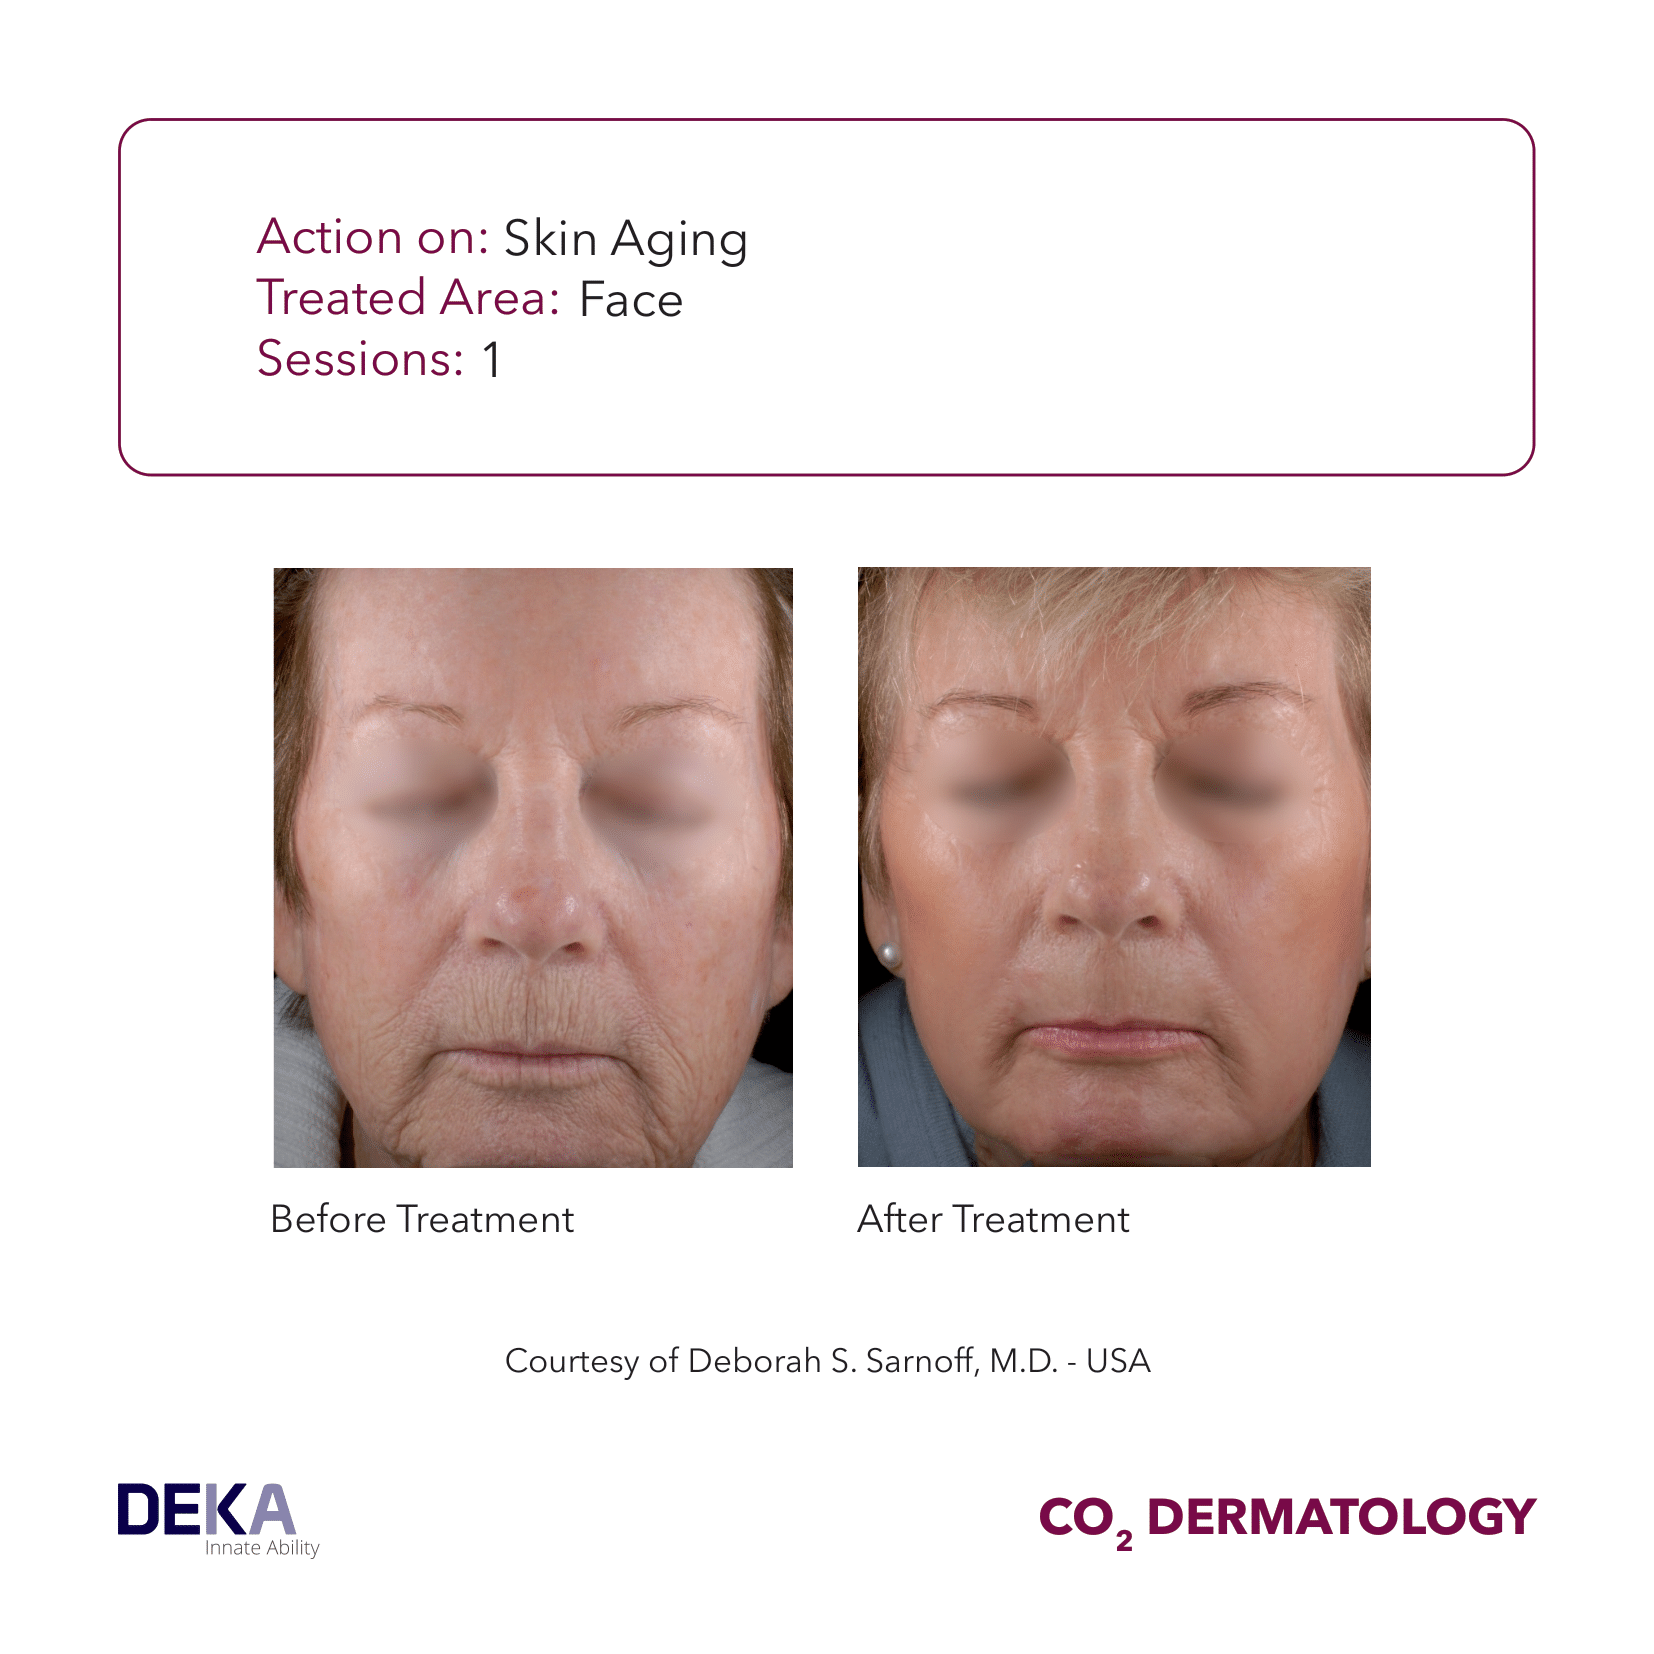 Action on: Skin Aging
Treated Area: Face
Sessions: 1
Before Treatment
After Treatment
Courtesy of Deborah S. Sarnoff, M.D. - USA
DEKA
Innate Ability
CO₂ DERMATOLOGY